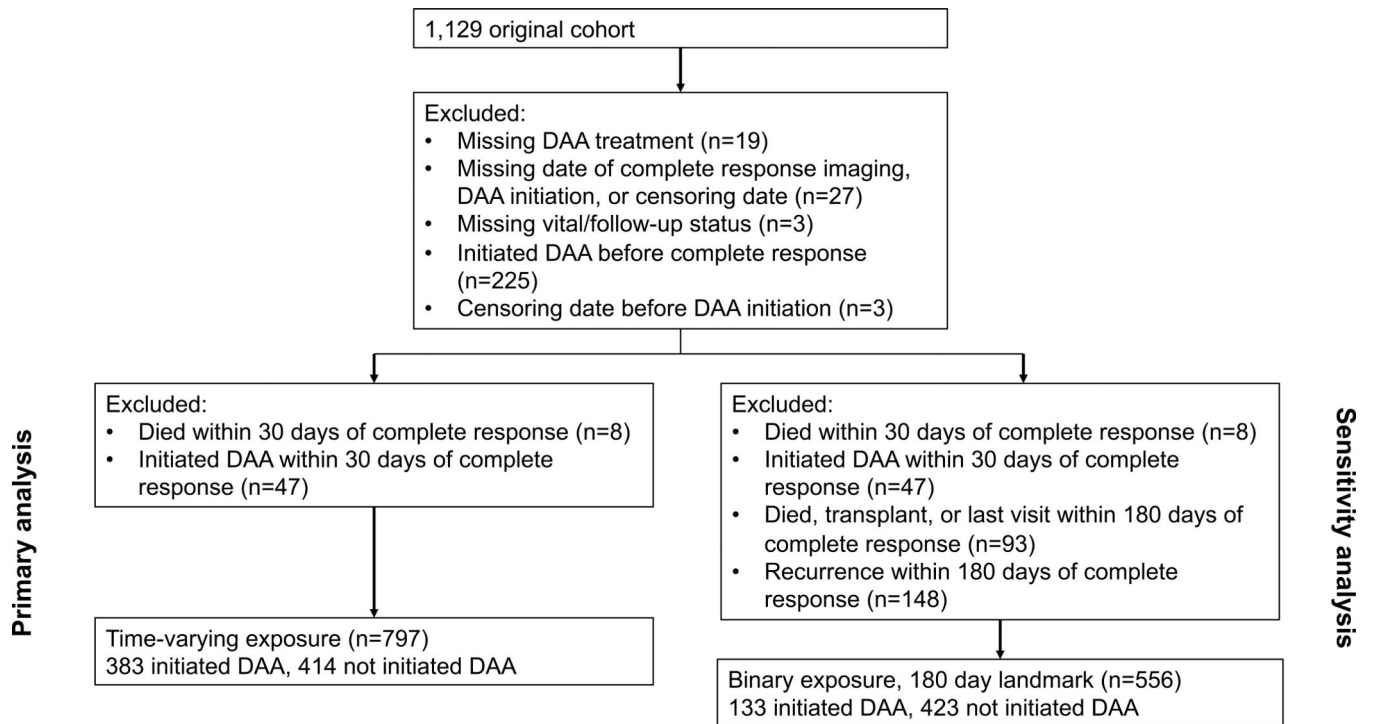 1,129 original cohort
Excluded:
• Missing DAA treatment (n=19)
• Missing date of complete response imaging,
DAA initiation, or censoring date (n=27)
• Missing vital/follow-up status (n=3)
• Initiated DAA before complete response
(n=225)
• Censoring date before DAA initiation (n=3)
Primary analysis
Excluded:
• Died within 30 days of complete response (n=8)
• Initiated DAA within 30 days of complete
response (n=47)
Time-varying exposure (n=797)
383 initiated DAA, 414 not initiated DAA
Sensitivity analysis
Excluded:
• Died within 30 days of complete response (n=8)
• Initiated DAA within 30 days of complete
response (n=47)
• Died, transplant, or last visit within 180 days of
complete response (n=93)
• Recurrence within 180 days of complete
response (n=148)
Binary exposure, 180 day landmark (n=556)
133 initiated DAA, 423 not initiated DAA